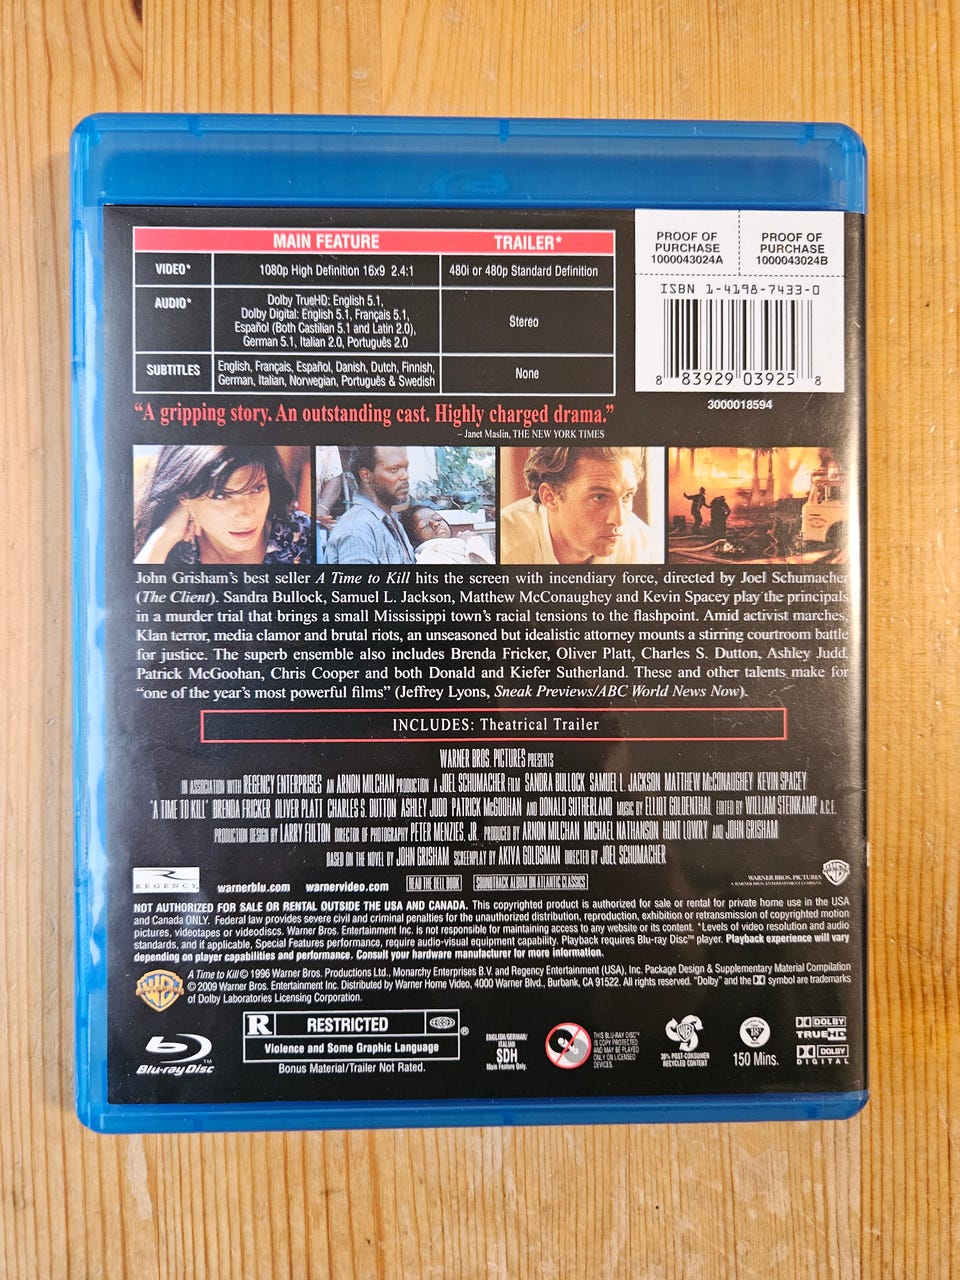 MAIN FEATURE TRAILER*
VIDEO* 1080p High Definition 16x9 2.4:1 480i or 480p Standard Definition
AUDIO* Dolby TrueHD: English 5.1,
Dolby Digital: English 5.1, Français 5.1,
Español (Both Castilian 5.1 and Latin 2.0),
German 5.1, Italian 2.0, Português 2.0
Stereo
SUBTITLES English, Français, Español, Danish, Dutch, Finnish,
German, Italian, Norwegian, Português & Swedish
None
PROOF OF
PURCHASE
1000043024A
PROOF OF
PURCHASE
1000043024B
ISBN 1-4198-7433-0
8 83929 03925 8
3000018594
“A gripping story. An outstanding cast. Highly charged drama.”
– Janet Maslin, THE NEW YORK TIMES
John Grisham’s best seller A Time to Kill hits the screen with incendiary force, directed by Joel Schumacher
(The Client). Sandra Bullock, Samuel L. Jackson, Matthew McConaughey and Kevin Spacey play the principals
in a murder trial that brings a small Mississippi town’s racial tensions to the flashpoint. Amid activist marches,
Klan terror, media clamor and brutal riots, an unseasoned but idealistic attorney mounts a stirring courtroom battle
for justice. The superb ensemble also includes Brenda Fricker, Oliver Platt, Charles S. Dutton, Ashley Judd,
Patrick McGoohan, Chris Cooper and both Donald and Kiefer Sutherland. These and other talents make for
“one of the year’s most powerful films” (Jeffrey Lyons, Sneak Previews/ABC World News Now).
INCLUDES: Theatrical Trailer
WARNER BROS. PICTURES PRESENTS
IN ASSOCIATION WITH REGENCY ENTERPRISES AN ARNON MILCHAN PRODUCTION A JOEL SCHUMACHER FILM SANDRA BULLOCK SAMUEL L. JACKSON MATTHEW McCONAUGHEY KEVIN SPACEY
"A TIME TO KILL" BRENDA FRICKER OLIVER PLATT CHARLES S. DUTTON ASHLEY JUDD PATRICK McGOOHAN AND DONALD SUTHERLAND MUSIC BY ELLIOT GOLDENTHAL EDITED BY WILLIAM STEINKAMP, A.C.E.
PRODUCTION DESIGN BY LARRY FULTON DIRECTOR OF PHOTOGRAPHY PETER MENZIES, JR. PRODUCED BY ARNON MILCHAN MICHAEL NATHANSON HUNT LOWRY AND JOHN GRISHAM
BASED ON THE NOVEL BY JOHN GRISHAM SCREENPLAY BY AKIVA GOLDSMAN DIRECTED BY JOEL SCHUMACHER
REGENCY warnerblu.com warnervideo.com READ THE DELL BOOK SOUNDTRACK ALBUM ON ATLANTIC CLASSICS
WARNER BROS. PICTURES
A WARNER BROS. ENTERTAINMENT COMPANY
NOT AUTHORIZED FOR SALE OR RENTAL OUTSIDE THE USA AND CANADA. This copyrighted product is authorized for sale or rental for private home use in the USA
and Canada ONLY. Federal law provides severe civil and criminal penalties for the unauthorized distribution, reproduction, exhibition or retransmission of copyrighted motion
pictures, videotapes or videodiscs. Warner Bros. Entertainment Inc. is not responsible for maintaining access to any website or its content. *Levels of video resolution and audio
standards, and if applicable, Special Features performance, require audio-visual equipment capability. Playback requires Blu-ray Disc™ player. Playback experience will vary
depending on player capabilities and performance. Consult your hardware manufacturer for more information.
A Time to Kill © 1996 Warner Bros. Productions Ltd., Monarchy Enterprises B.V. and Regency Entertainment (USA), Inc. Package Design & Supplementary Material Compilation
© 2009 Warner Bros. Entertainment Inc. Distributed by Warner Home Video, 4000 Warner Blvd., Burbank, CA 91522. All rights reserved. "Dolby" and the DD symbol are trademarks
of Dolby Laboratories Licensing Corporation.
Blu-ray Disc™
R RESTRICTED ®
Violence and Some Graphic Language
Bonus Material/Trailer Not Rated.
ENGLISH/GERMAN/
ITALIAN
SDH
Main Feature Only.
THIS BLU-RAY DISC™
IS COPY PROTECTED
AND MAY BE PLAYED
ONLY ON LICENSED
DEVICES.
30% POST-CONSUMER
RECYCLED CONTENT
150 Mins.
DOLBY
TRUEHD
DOLBY
DIGITAL